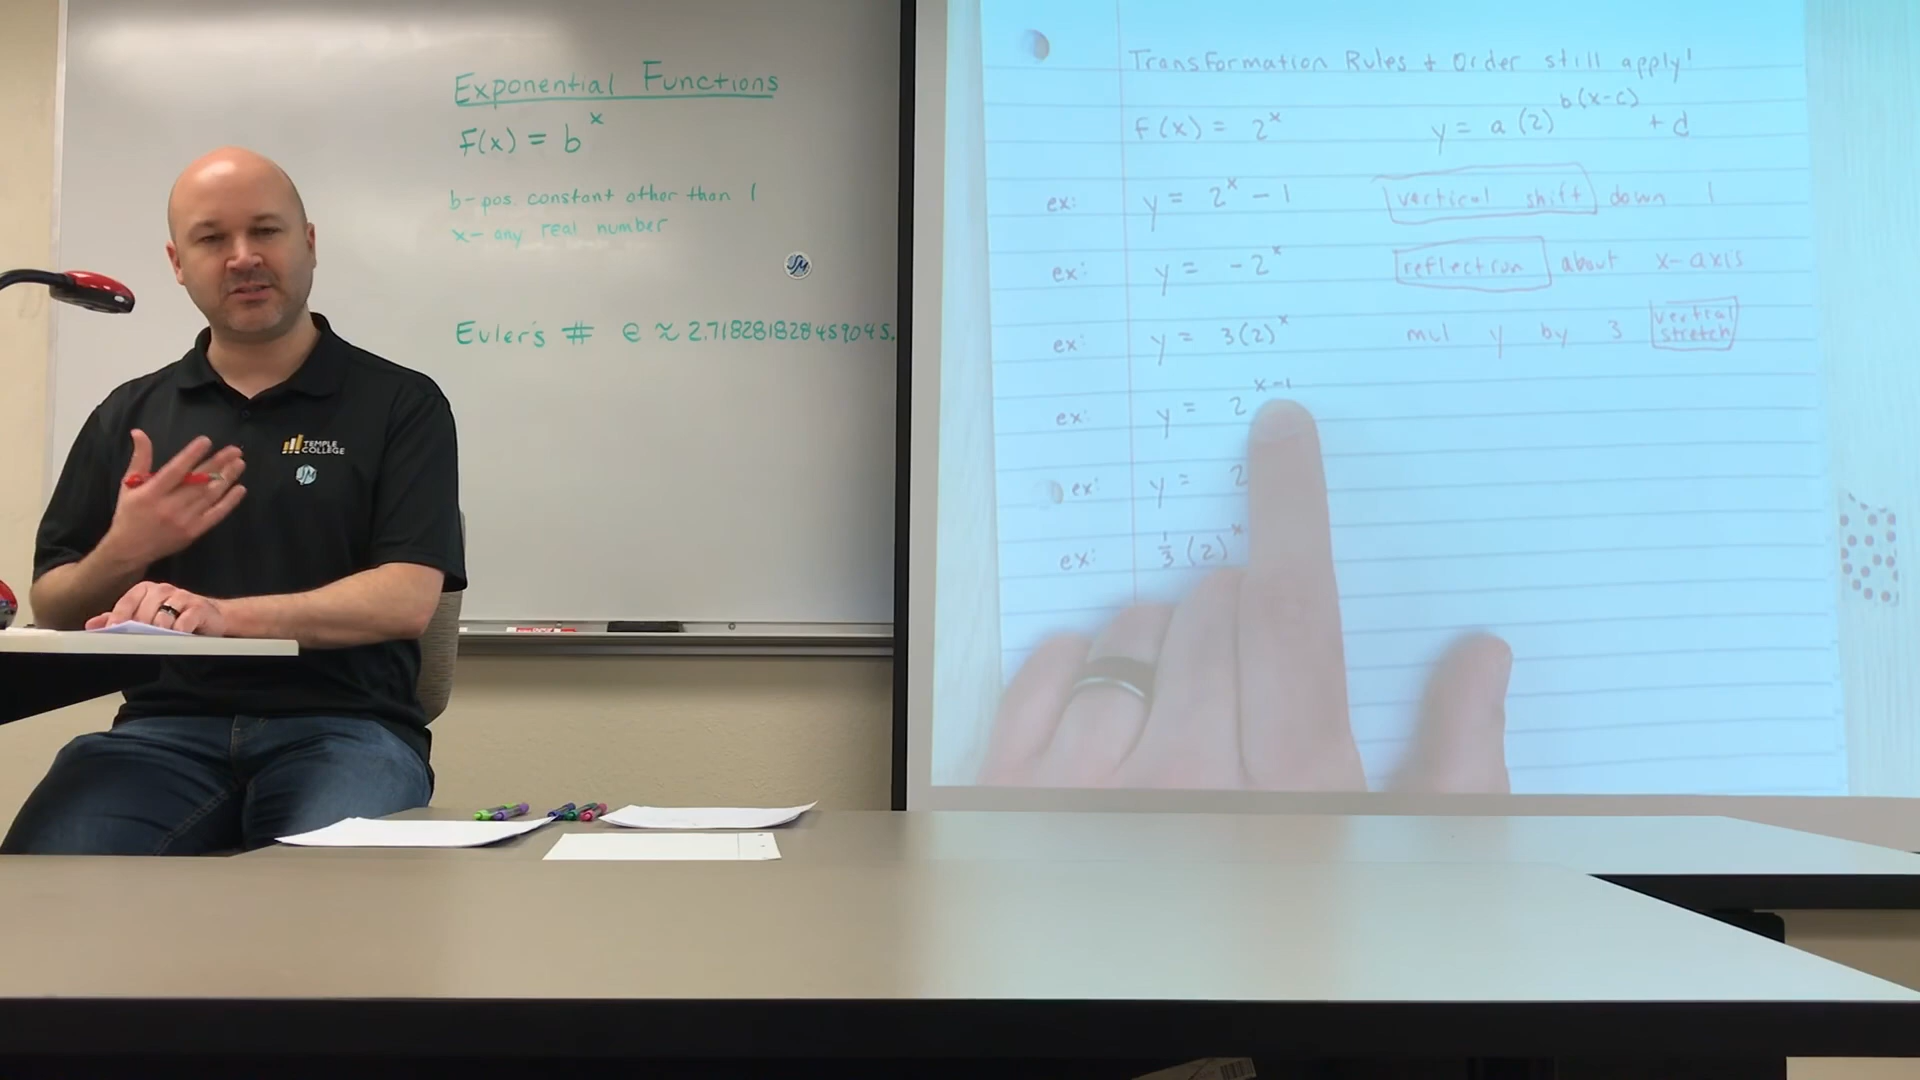 Exponential Functions
f(x) = b^x
b - pos. constant other than 1
x - any real number
Euler's # e ≈ 2.718281828459045.
TEMPLE
COLLEGE
JM
JM
Transformation Rules + Order still apply!
f(x) = 2^x y = a(2)^b(x-c) + d
ex: y = 2^x - 1 vertical shift down 1
ex: y = -2^x reflection about x-axis
ex: y = 3(2)^x mul y by 3 vertical stretch
ex: y = 2^x-1
ex: y = 2
ex: 1/3 (2)^x